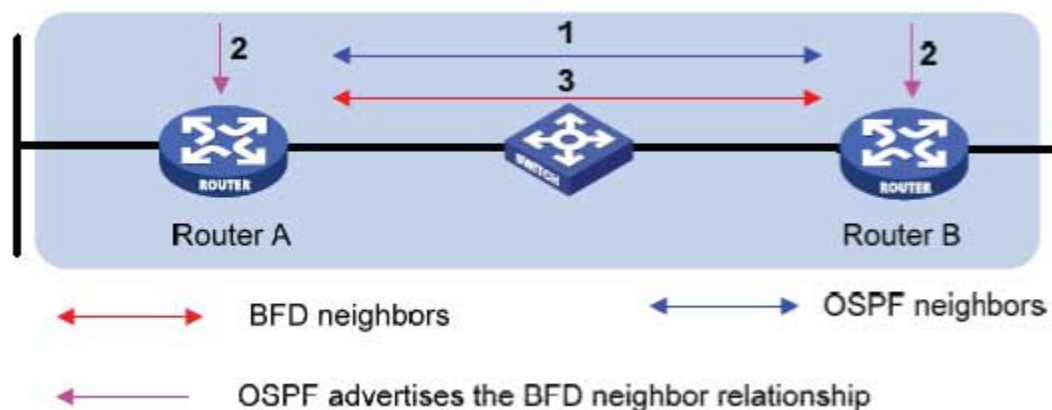 1
2
2
3
ROUTER
SWITCH
ROUTER
Router A
Router B
BFD neighbors
OSPF neighbors
OSPF advertises the BFD neighbor relationship